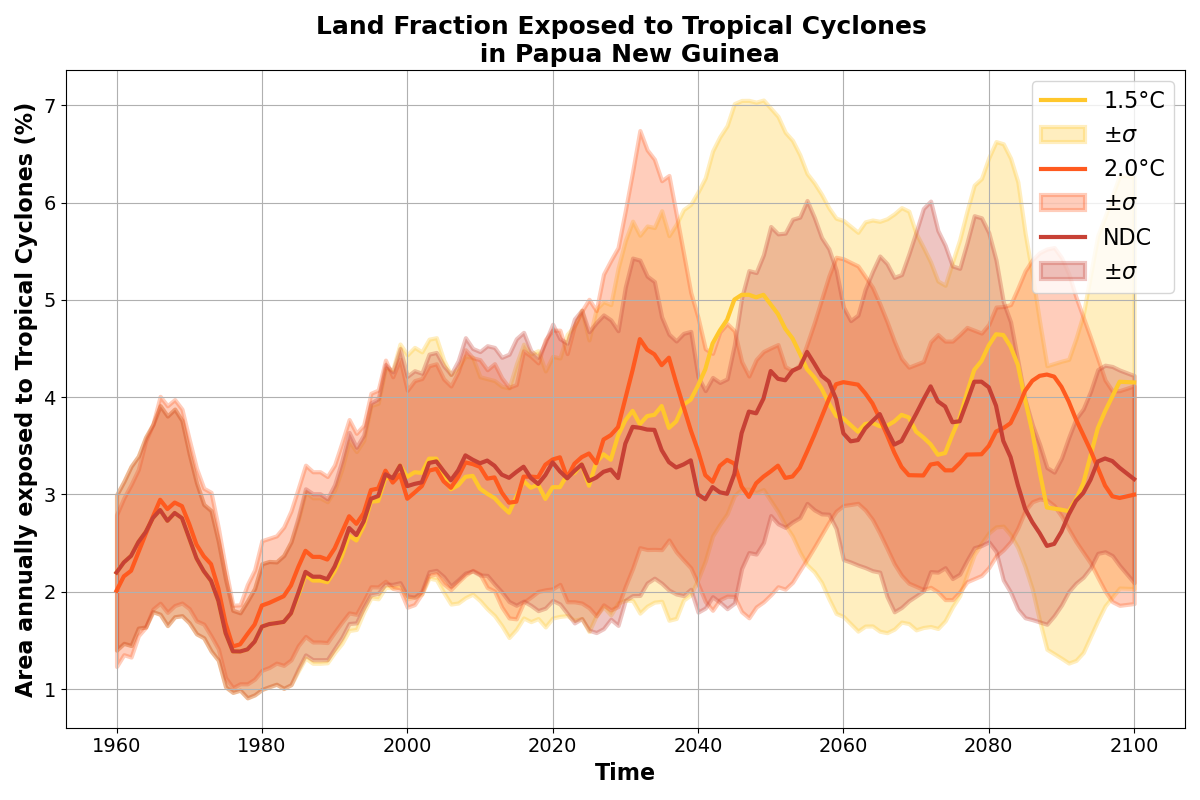 Land Fraction Exposed to Tropical Cyclones
in Papua New Guinea
Area annually exposed to Tropical Cyclones (%)
7
6
5
4
3
2
1
1.5°C
±σ
2.0°C
±σ
NDC
±σ
1960
1980
2000
2020
2040
2060
2080
2100
Time